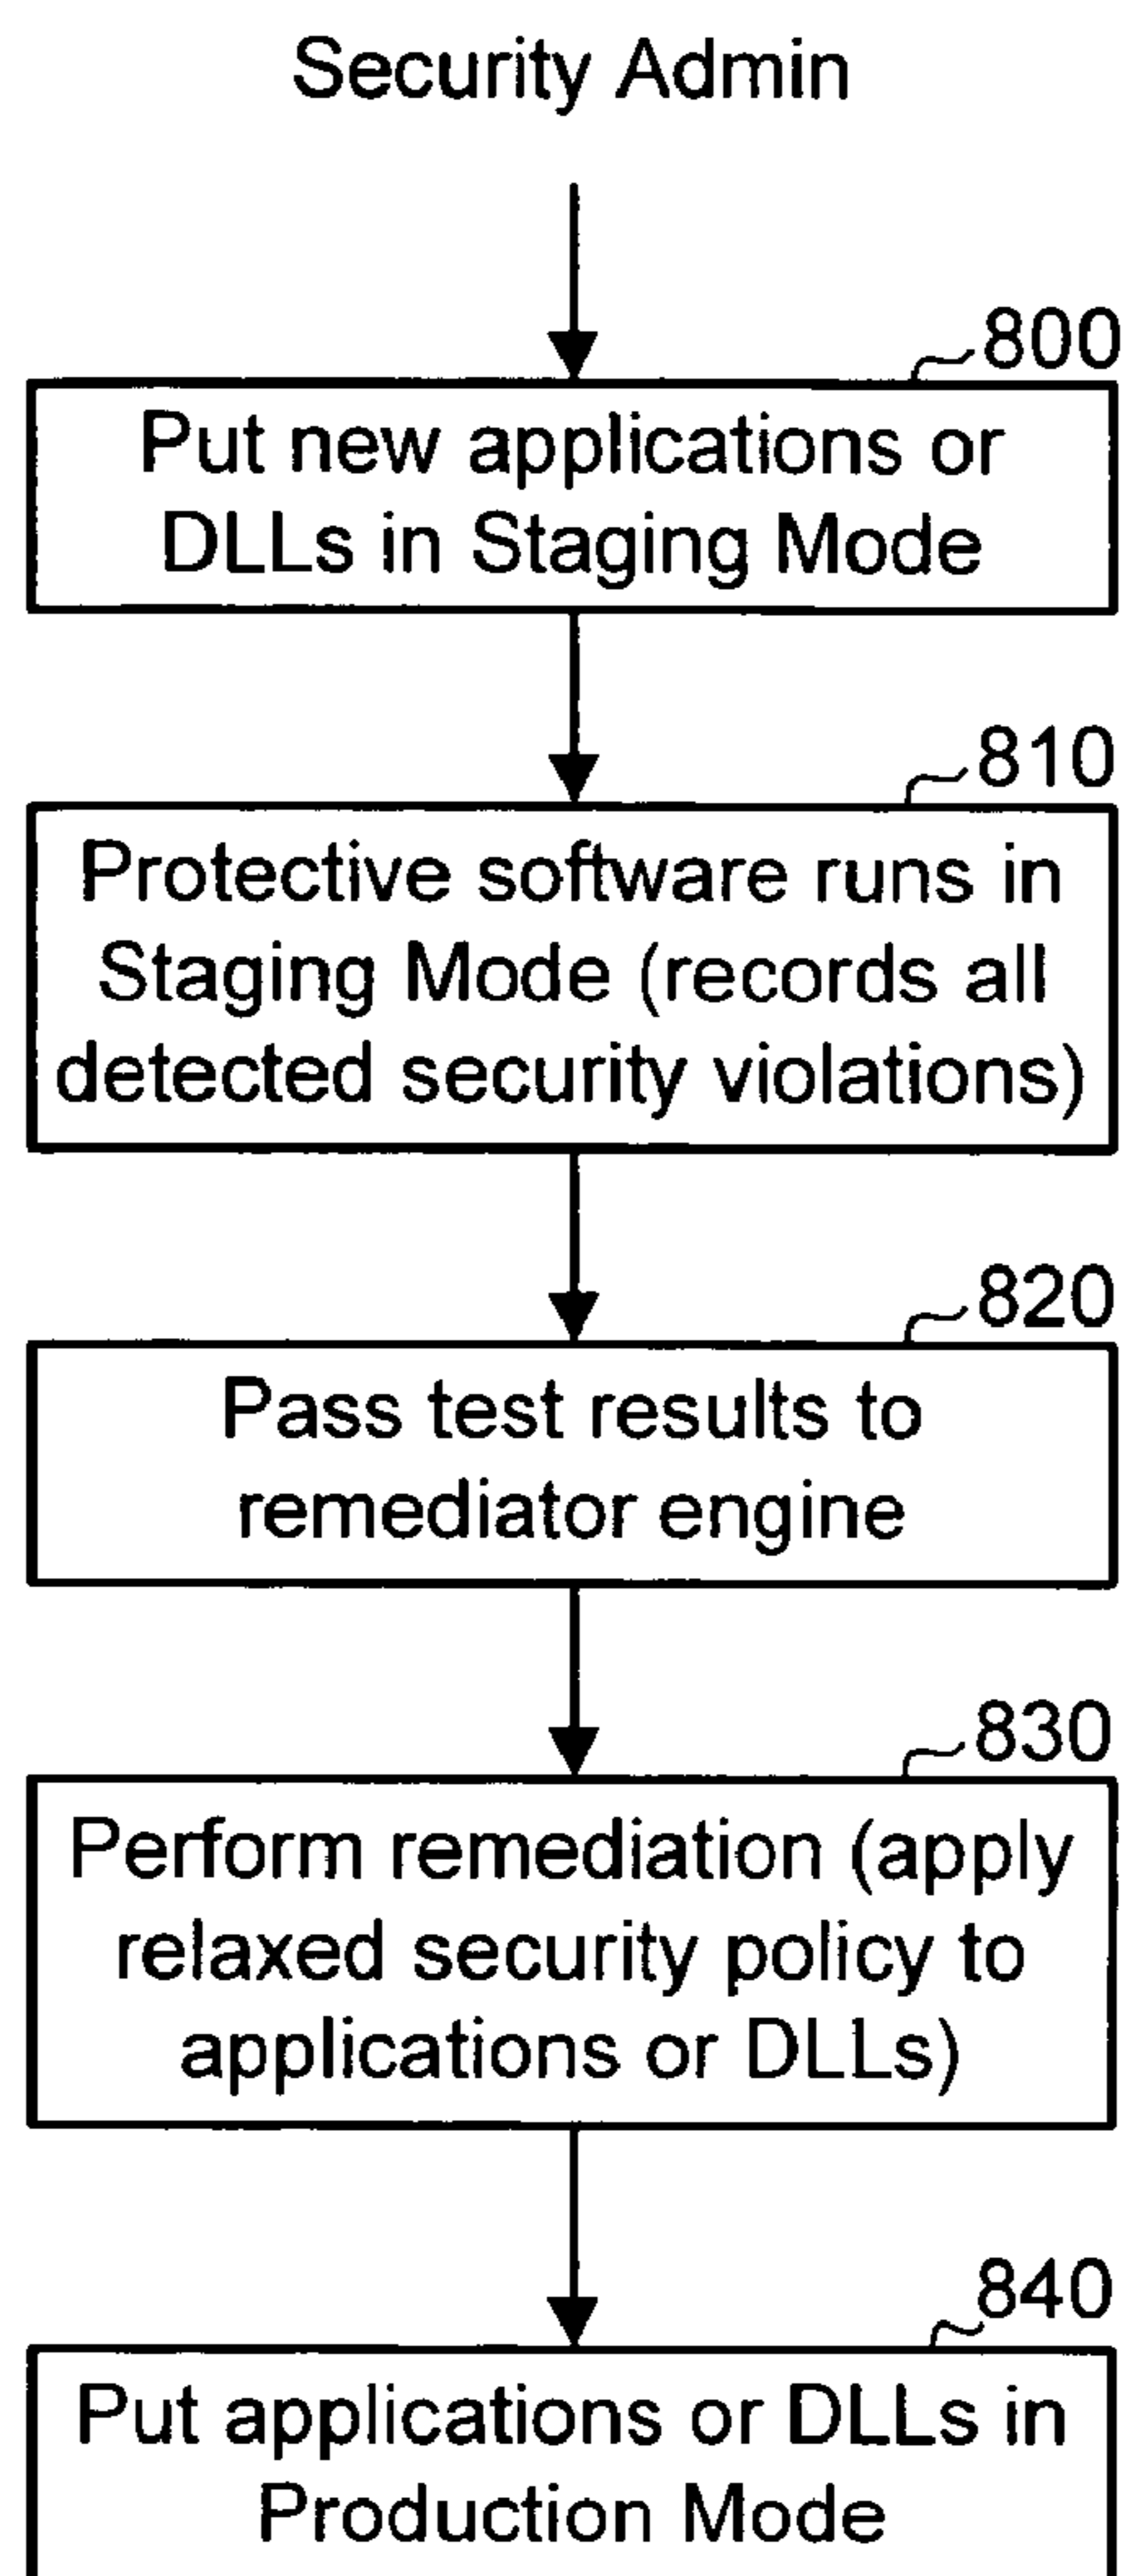 Security Admin
800
Put new applications or
DLLs in Staging Mode
810
Protective software runs in
Staging Mode (records all
detected security violations)
820
Pass test results to
remediator engine
830
Perform remediation (apply
relaxed security policy to
applications or DLLs)
840
Put applications or DLLs in
Production Mode